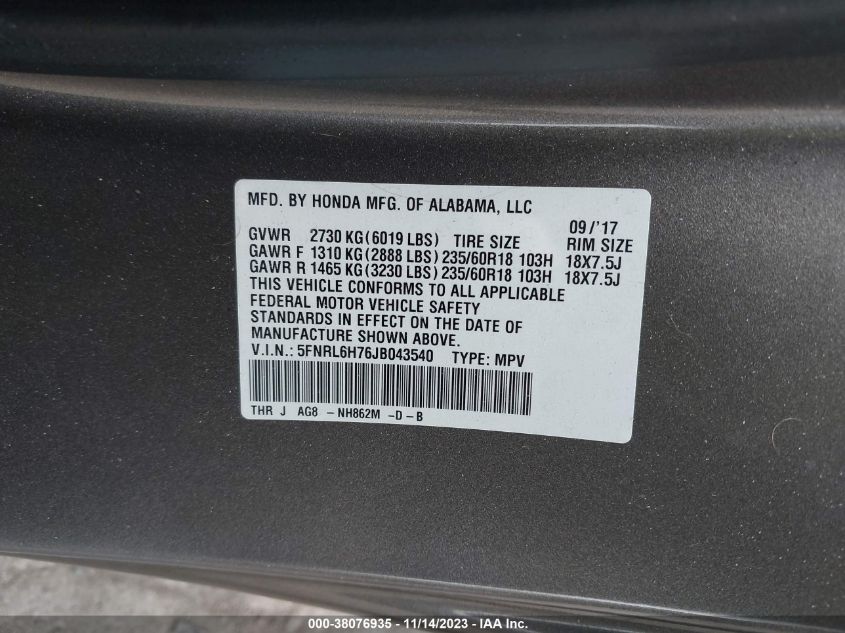 MFD. BY HONDA MFG. OF ALABAMA, LLC
09/'17
GVWR 2730 KG(6019 LBS) TIRE SIZE RIM SIZE
GAWR F 1310 KG(2888 LBS) 235/60R18 103H 18X7.5J
GAWR R 1465 KG(3230 LBS) 235/60R18 103H 18X7.5J
THIS VEHICLE CONFORMS TO ALL APPLICABLE
FEDERAL MOTOR VEHICLE SAFETY
STANDARDS IN EFFECT ON THE DATE OF
MANUFACTURE SHOWN ABOVE.
V.I.N.: 5FNRL6H76JB043540 TYPE: MPV
THR J AG8 -NH862M -D-B
000-38076935 - 11/14/2023 - IAA Inc.